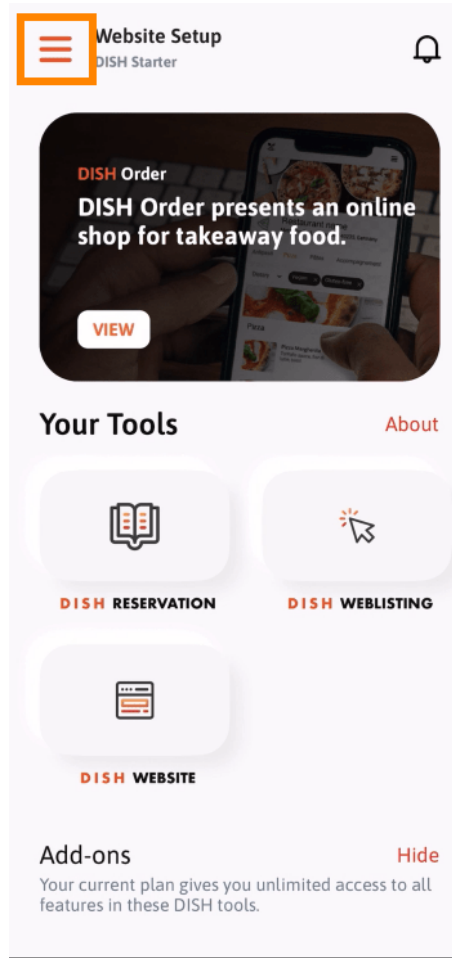 Website Setup
DISH Starter
DISH Order
DISH Order presents an online
shop for takeaway food.
VIEW
Your Tools
About
DISH RESERVATION
DISH WEBLISTING
DISH WEBSITE
Add-ons
Hide
Your current plan gives you unlimited access to all
features in these DISH tools.